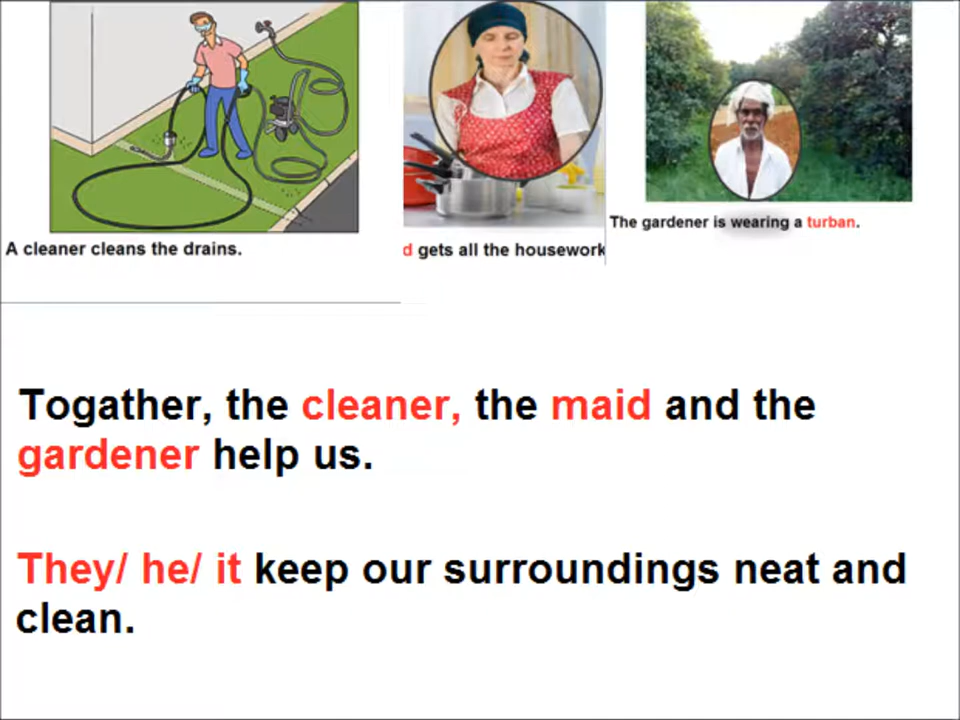 A cleaner cleans the drains.
d gets all the housework
The gardener is wearing a turban.
Togather, the cleaner, the maid and the
gardener help us.
They/ he/ it keep our surroundings neat and
clean.